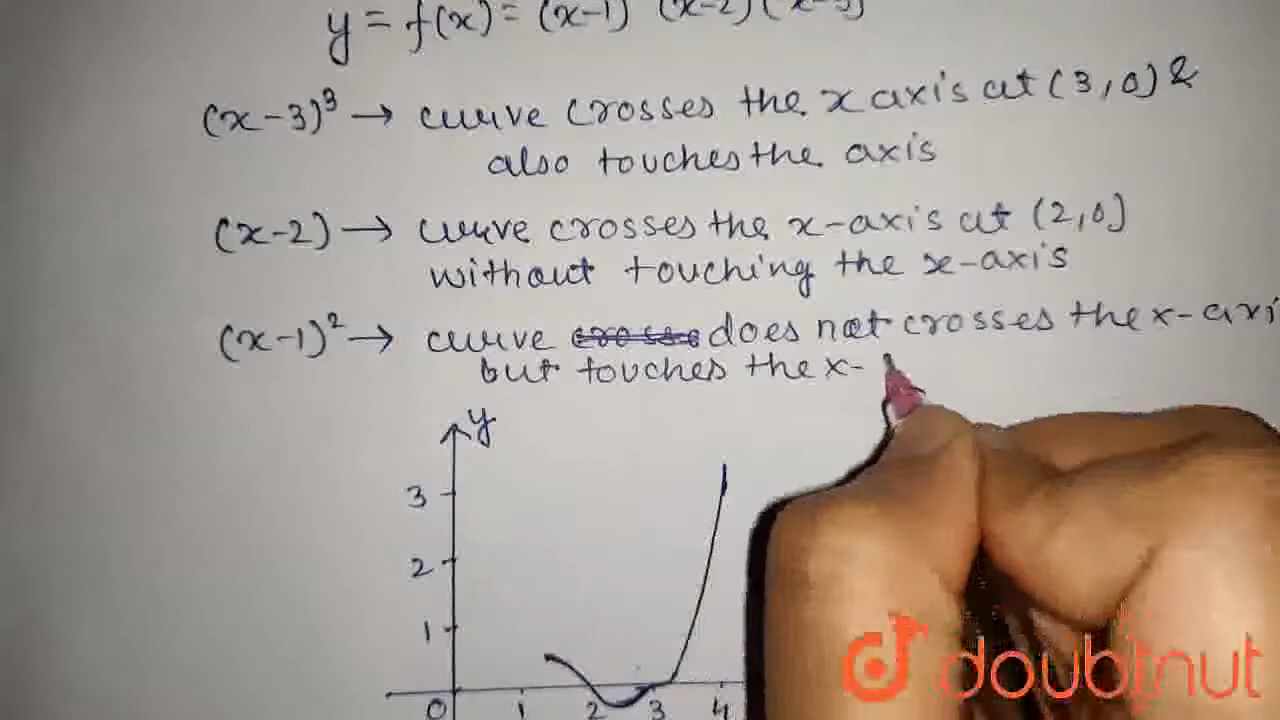 y = f(x) = (x-1) (x-2)(x-3)
(x-3)³ → curve crosses the x axis at (3,0) &
also touches the axis
(x-2) → curve crosses the x-axis at (2,0)
without touching the x-axis
(x-1)² → curve does not crosses the x-axi
but touches the x-
y
3
2
1
0 1 2 3 4
doubtnut